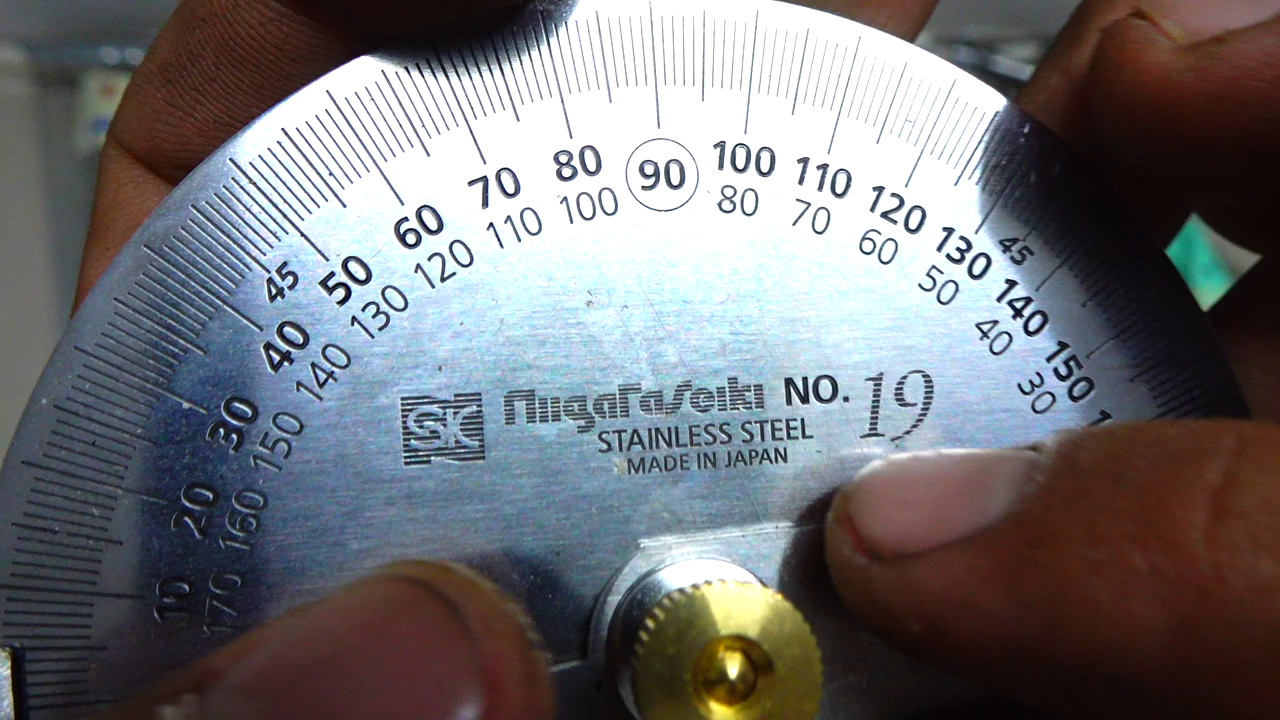 10 20 30 40 45 50 60 70 80 90 100 110 120 130 45 140 150
170 160 150 140 130 120 110 100 80 70 60 50 40 30
SK NiigataSeiki NO. 19
STAINLESS STEEL
MADE IN JAPAN